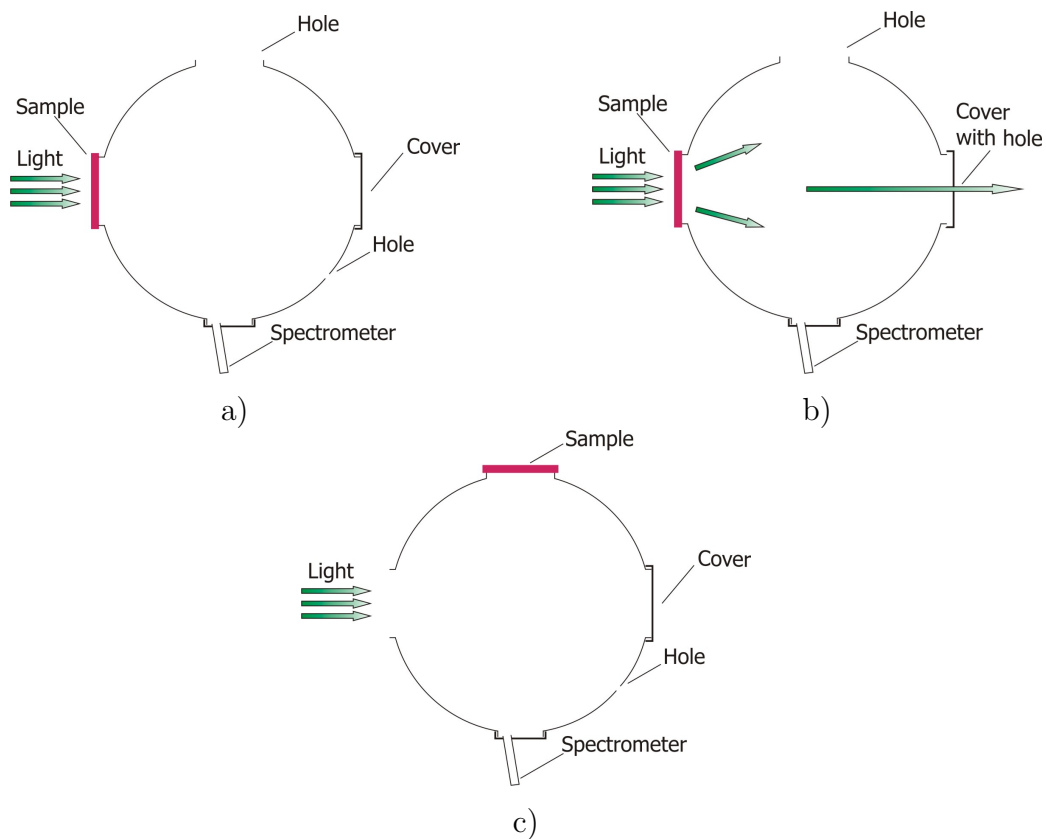 Hole
Sample
Light
Cover
Hole
Spectrometer
a)
Hole
Sample
Light
Cover
with hole
Spectrometer
b)
Sample
Light
Cover
Hole
Spectrometer
c)